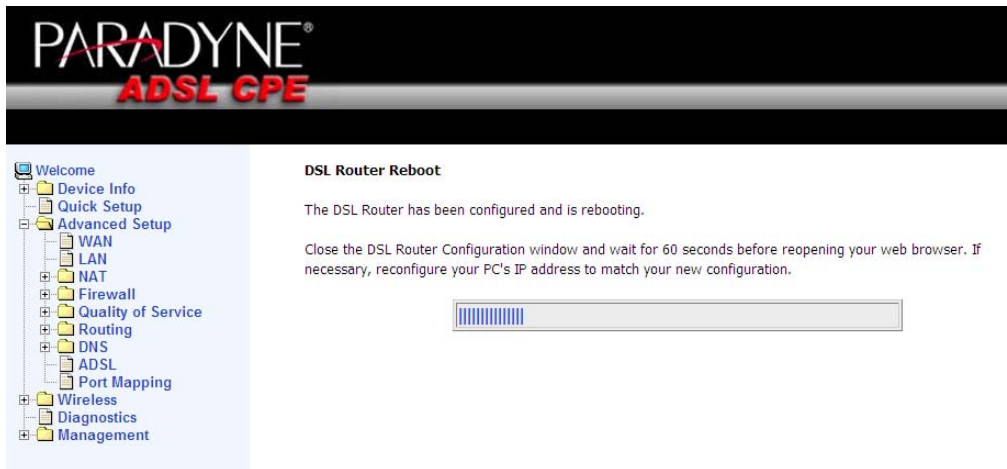 PARADYNE®
ADSL CPE
Welcome
Device Info
Quick Setup
Advanced Setup
WAN
LAN
NAT
Firewall
Quality of Service
Routing
DNS
ADSL
Port Mapping
Wireless
Diagnostics
Management
DSL Router Reboot
The DSL Router has been configured and is rebooting.
Close the DSL Router Configuration window and wait for 60 seconds before reopening your web browser. If
necessary, reconfigure your PC's IP address to match your new configuration.